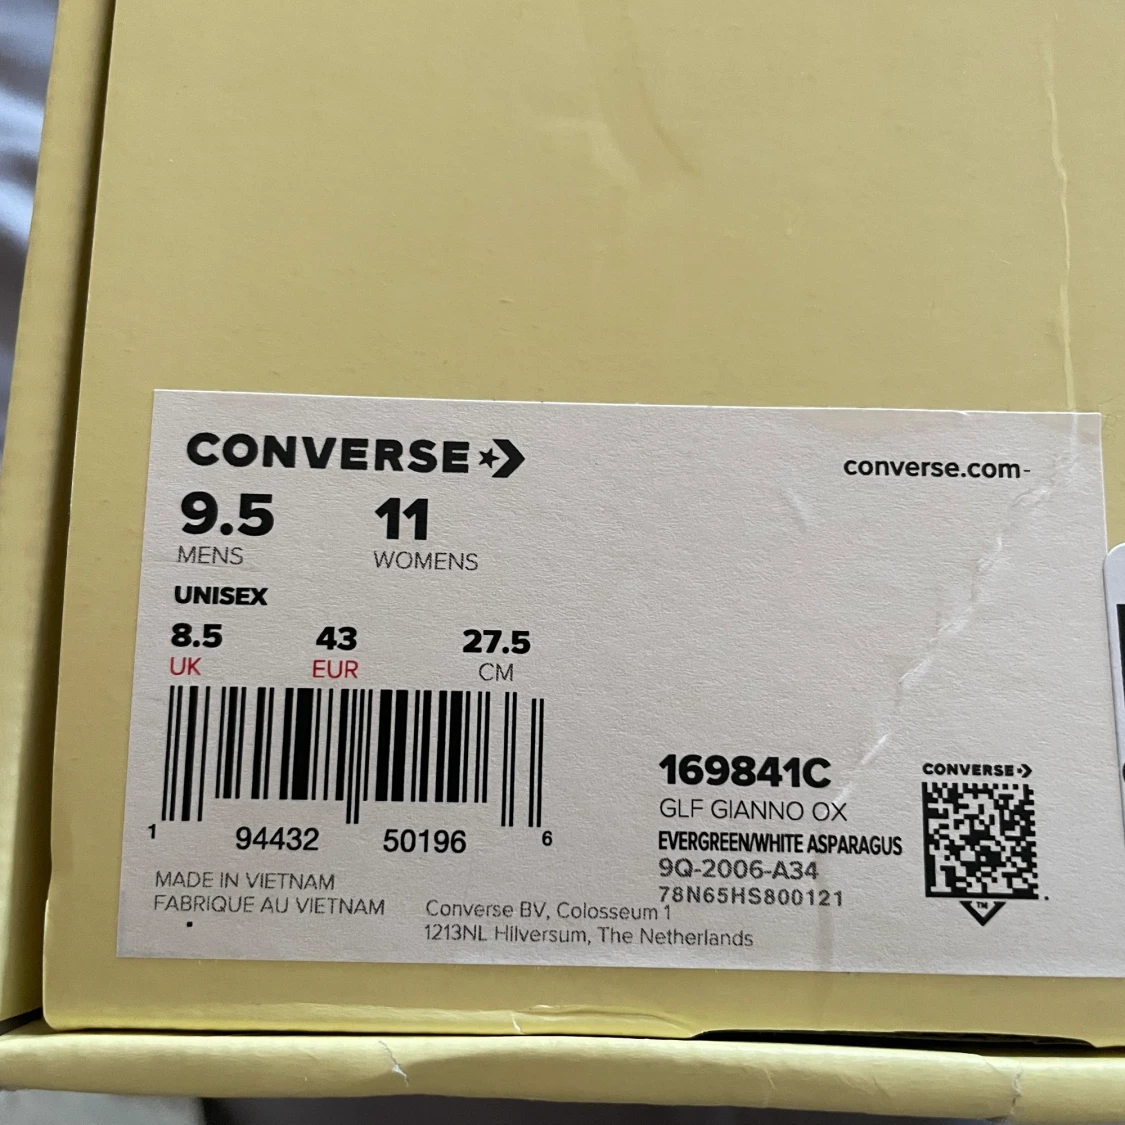 CONVERSE
converse.com-
9.5 11
MENS WOMENS
UNISEX
8.5 43 27.5
UK EUR CM
1 94432 50196 6
169841C
GLF GIANNO OX
EVERGREEN/WHITE ASPARAGUS
9Q-2006-A34
78N65HS800121
CONVERSE
TM
MADE IN VIETNAM
FABRIQUE AU VIETNAM
Converse BV, Colosseum 1
1213NL Hilversum, The Netherlands